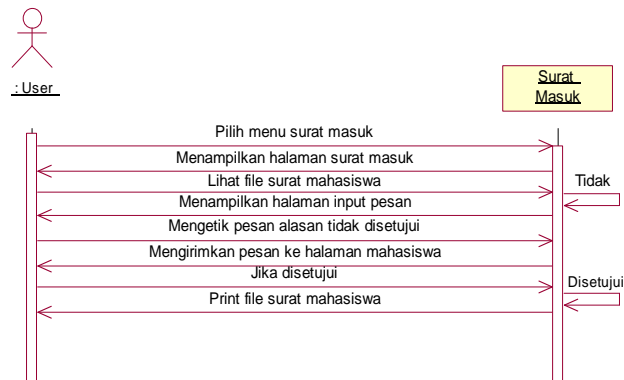 : User
Surat
Masuk
Pilih menu surat masuk
Menampilkan halaman surat masuk
Lihat file surat mahasiswa
Tidak
Menampilkan halaman input pesan
Mengetik pesan alasan tidak disetujui
Mengirimkan pesan ke halaman mahasiswa
Jika disetujui
Disetujui
Print file surat mahasiswa